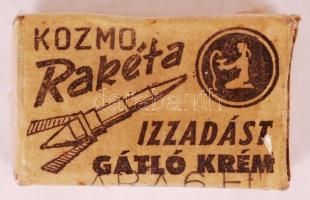 KOZMO
Rakéta
IZZADÁST
GÁTLÓ KRÉM